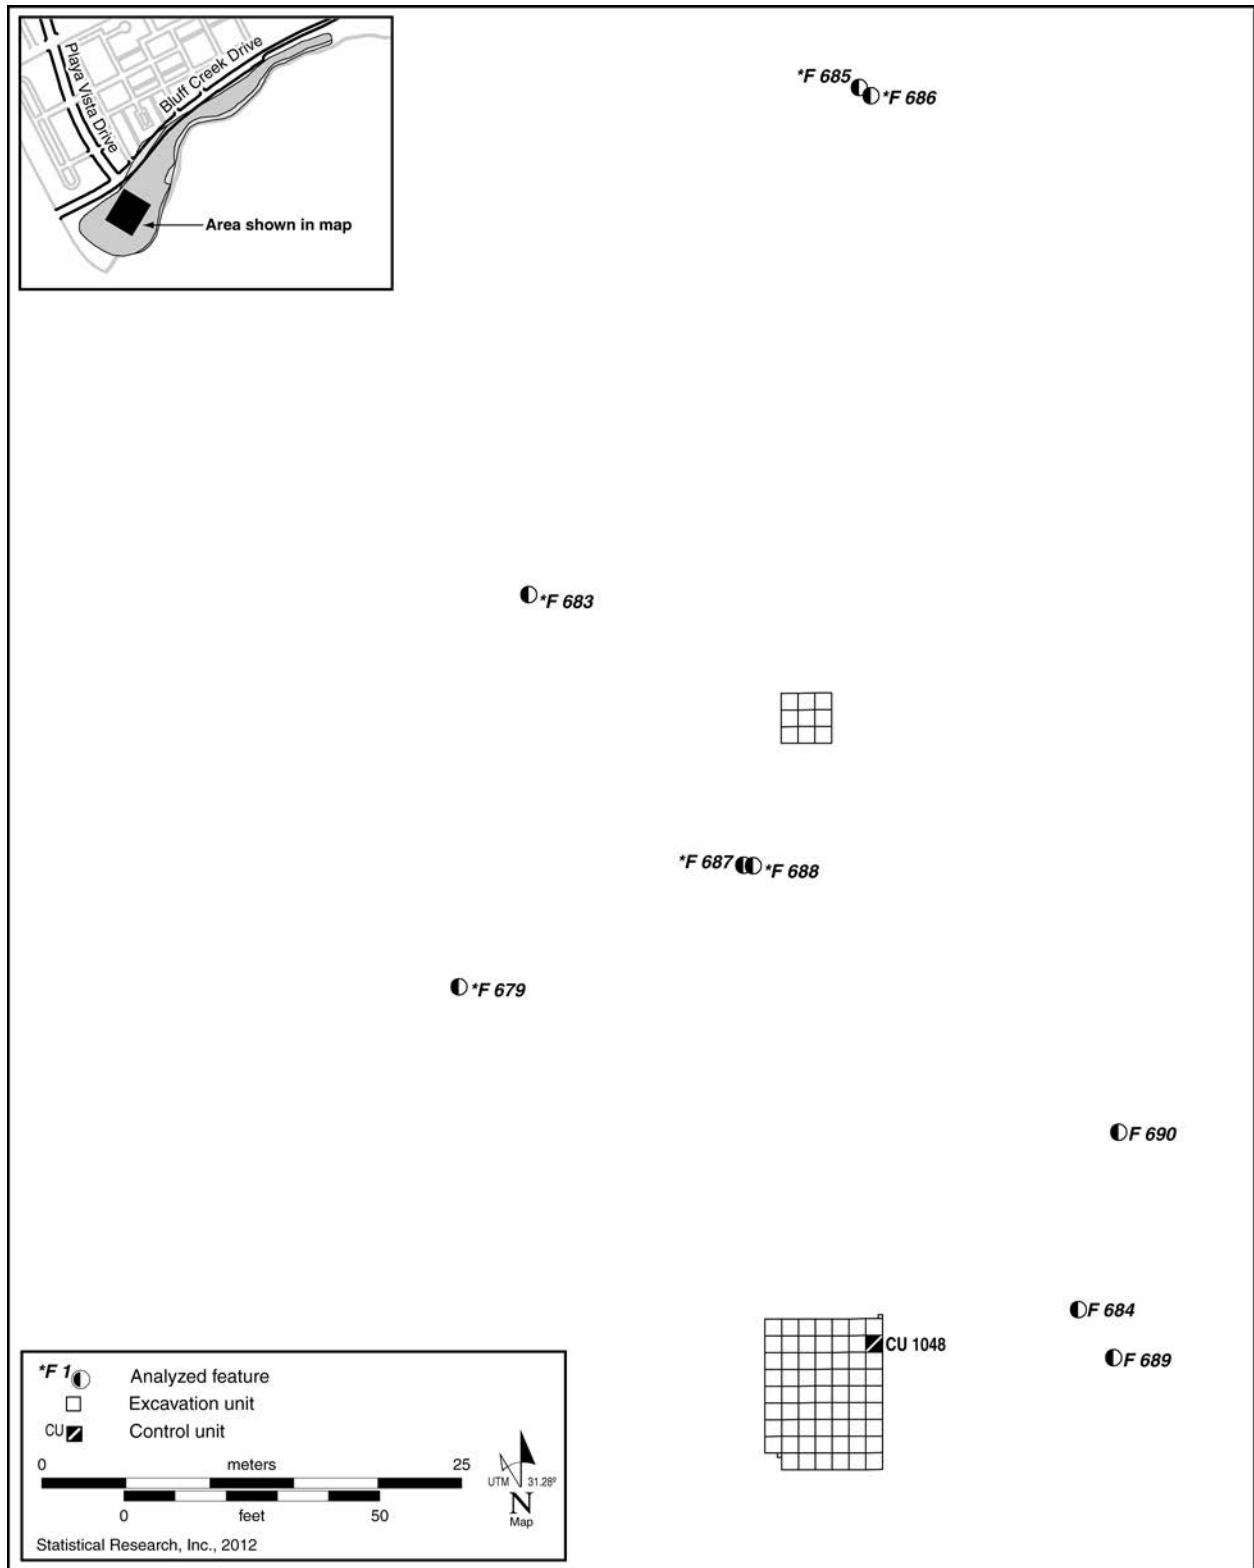 Playa Vista Drive
Bluff Creek Drive
Area shown in map
*F 685
*F 686
*F 683
*F 687
*F 688
*F 679
F 690
F 684
CU 1048
F 689
*F 1
Analyzed feature
Excavation unit
CU
Control unit
0 meters 25
0 feet 50
UTM 31.28º
N
Map
Statistical Research, Inc., 2012